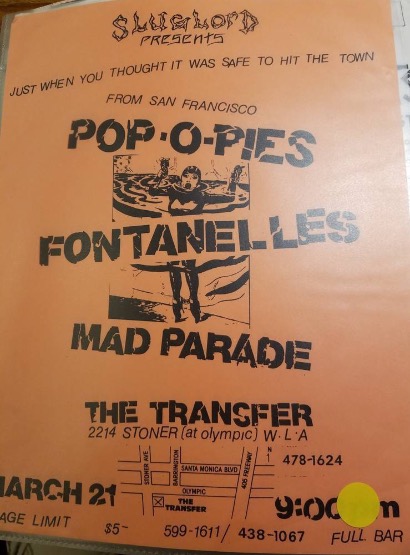 SLUGLORD
PRESENTS
JUST WHEN YOU THOUGHT IT WAS SAFE TO HIT THE TOWN
FROM SAN FRANCISCO
POP·O·PIES
FONTANELLES
MAD PARADE
THE TRANSFER
2214 STONER (at olympic) W·L·A
STONER AVE
BARRINGTON
SANTA MONICA BLVD
405 FREEWAY
N
478-1624
OLYMPIC
THE TRANSFER
MARCH 21
9:00 m
AGE LIMIT
$5-
599-1611/ 438-1067
FULL BAR